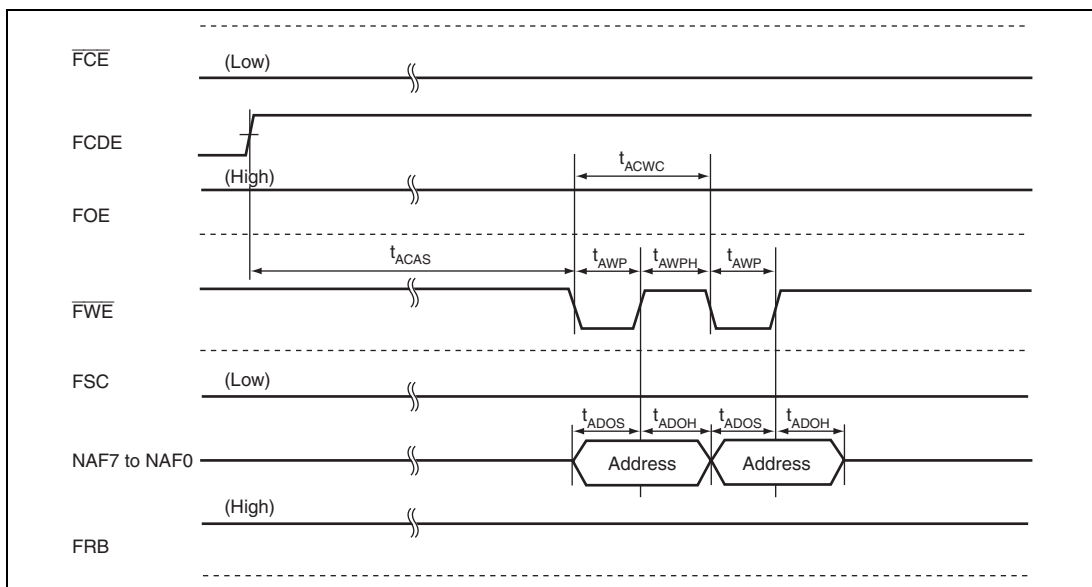 FCE (Low)
FCDE
(High)
tACWC
FOE
tACAS tAWP tAWPH tAWP
FWE
FSC (Low)
tADOS tADOH tADOS tADOH
NAF7 to NAF0 Address Address
(High)
FRB